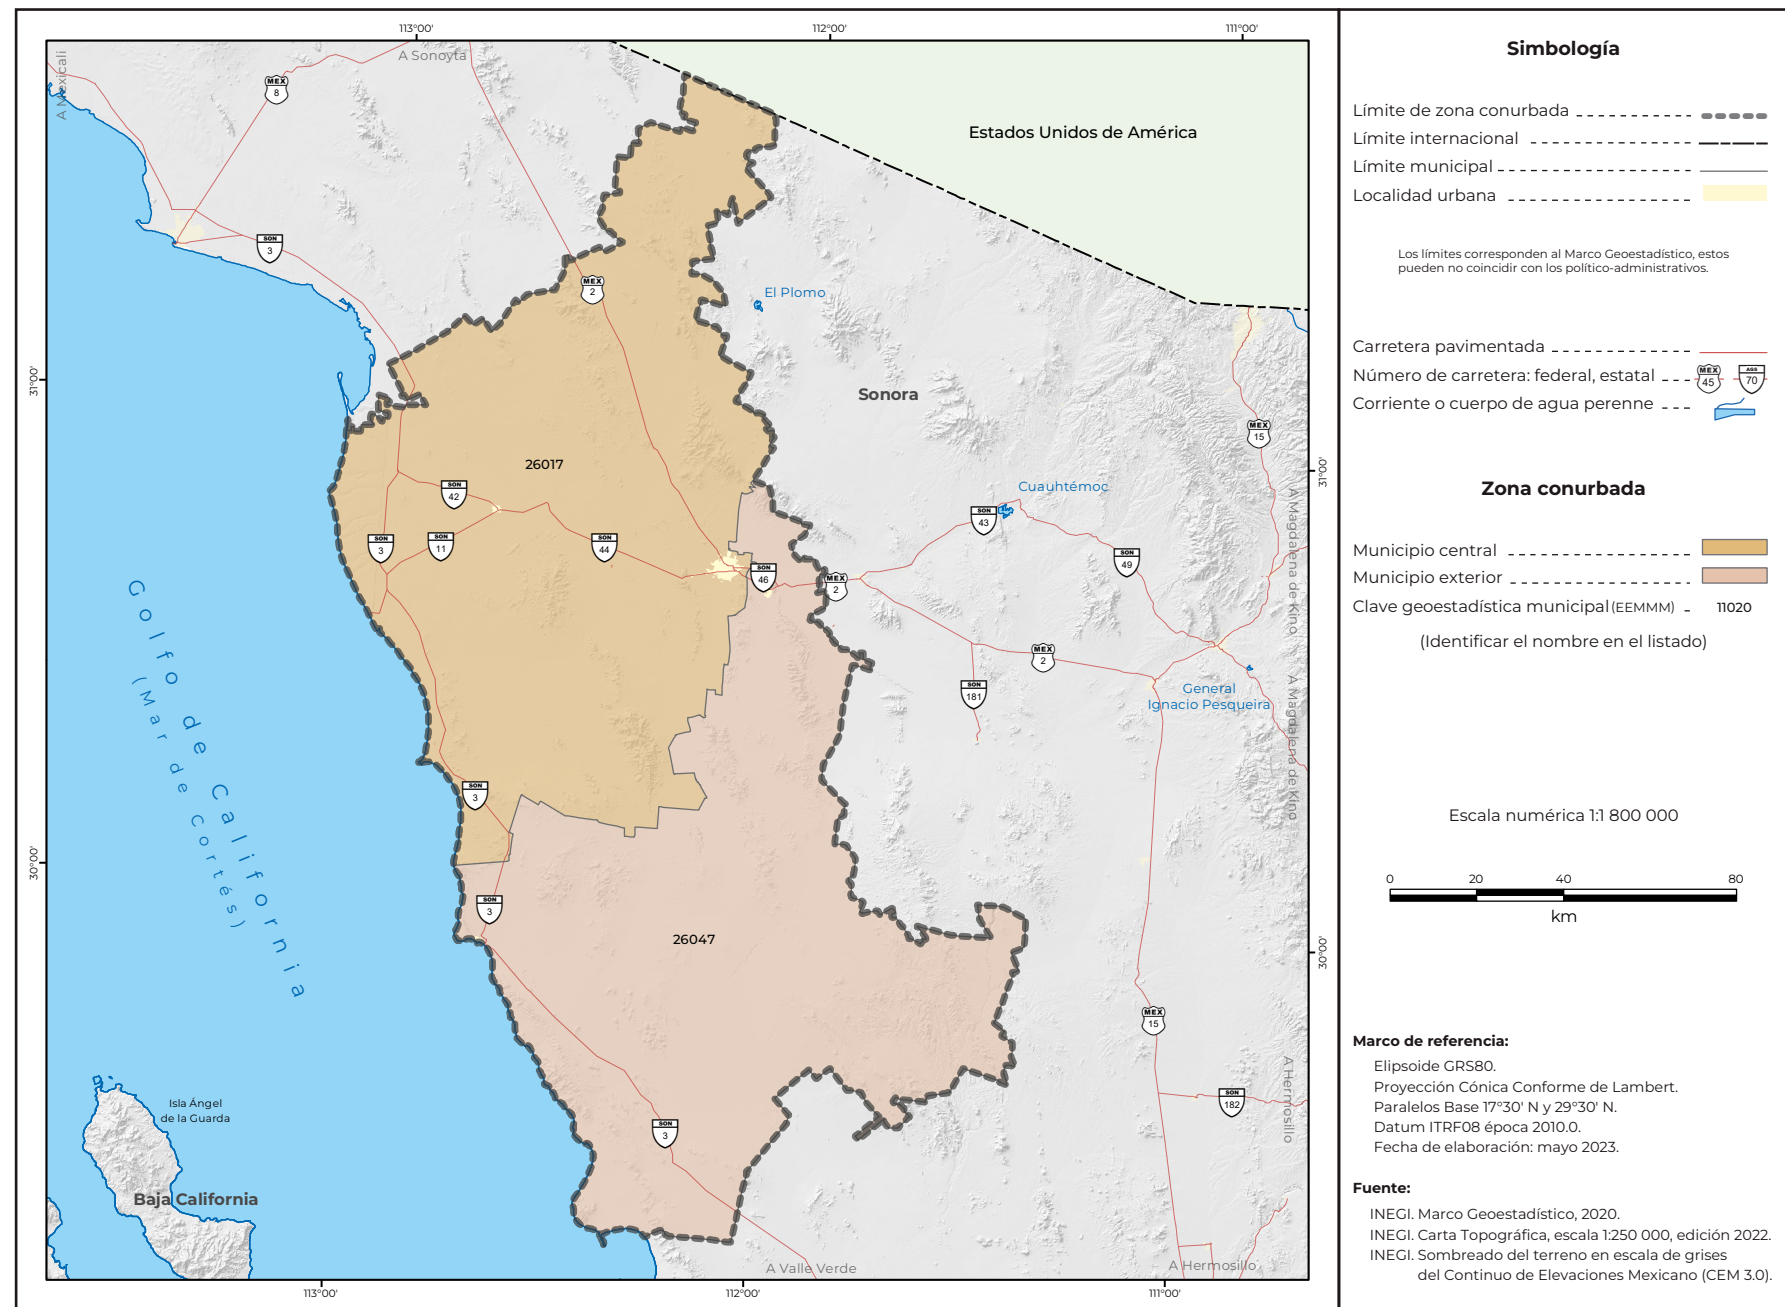 113°00'
112°00'
111°00'
A Mexicali
A Sonoyta
MEX
8
Estados Unidos de América
SON
3
MEX
2
El Plomo
31°00'
Sonora
MEX
15
26017
31°00'
Cuauhtémoc
SON
42
SON
43
SON
3
SON
11
SON
44
SON
46
MEX
2
SON
49
A Magdalena de Kino
Golfo de California
(Mar de Cortés)
MEX
2
SON
181
General
Ignacio Pesqueira
A Magdalena de Kino
SON
3
30°00'
SON
3
26047
30°00'
MEX
15
Isla Ángel
de la Guarda
SON
182
SON
3
A Hermosillo
Baja California
A Valle Verde
A Hermosillo
113°00'
112°00'
111°00'
Simbología
Límite de zona conurbada
Límite internacional
Límite municipal
Localidad urbana
Los límites corresponden al Marco Geoestadístico, estos
pueden no coincidir con los político-administrativos.
Carretera pavimentada
Número de carretera: federal, estatal MEX 45 AGS 70
Corriente o cuerpo de agua perenne
Zona conurbada
Municipio central
Municipio exterior
Clave geoestadística municipal (EEMMM) 11020
(Identificar el nombre en el listado)
Escala numérica 1:1 800 000
0 20 40 80
km
Marco de referencia:
Elipsoide GRS80.
Proyección Cónica Conforme de Lambert.
Paralelos Base 17°30' N y 29°30' N.
Datum ITRF08 época 2010.0.
Fecha de elaboración: mayo 2023.
Fuente:
INEGI. Marco Geoestadístico, 2020.
INEGI. Carta Topográfica, escala 1:250 000, edición 2022.
INEGI. Sombreado del terreno en escala de grises
del Continuo de Elevaciones Mexicano (CEM 3.0).